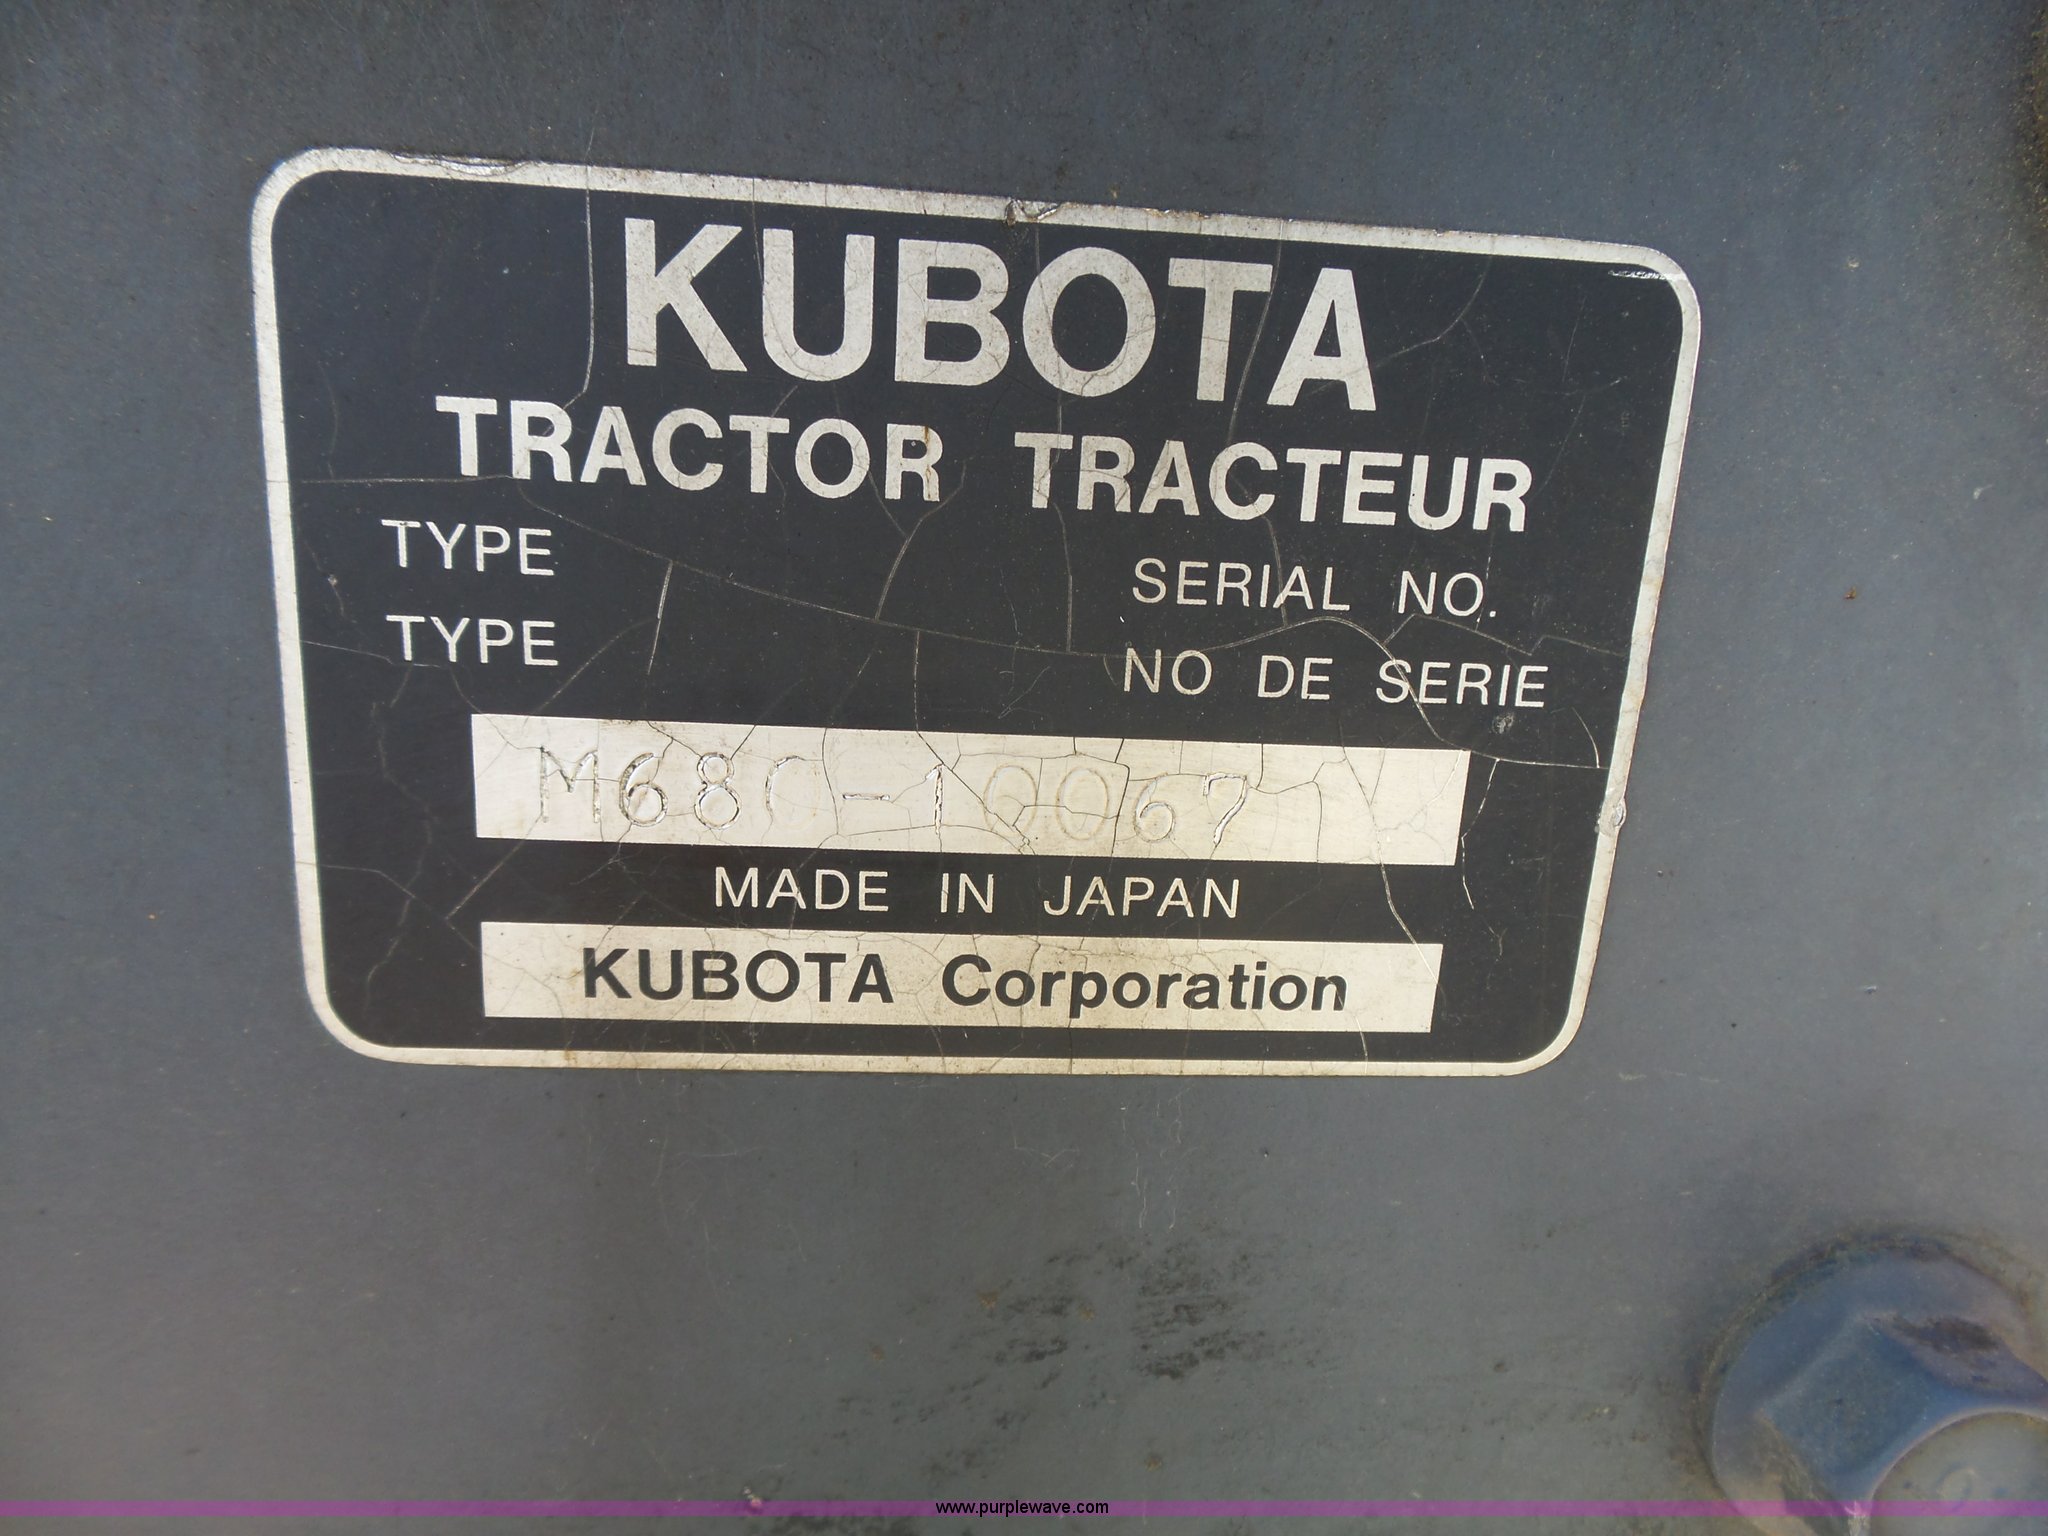 KUBOTA
TRACTOR TRACTEUR
TYPE SERIAL NO.
TYPE NO DE SERIE
M680-10067
MADE IN JAPAN
KUBOTA Corporation
www.purplewave.com